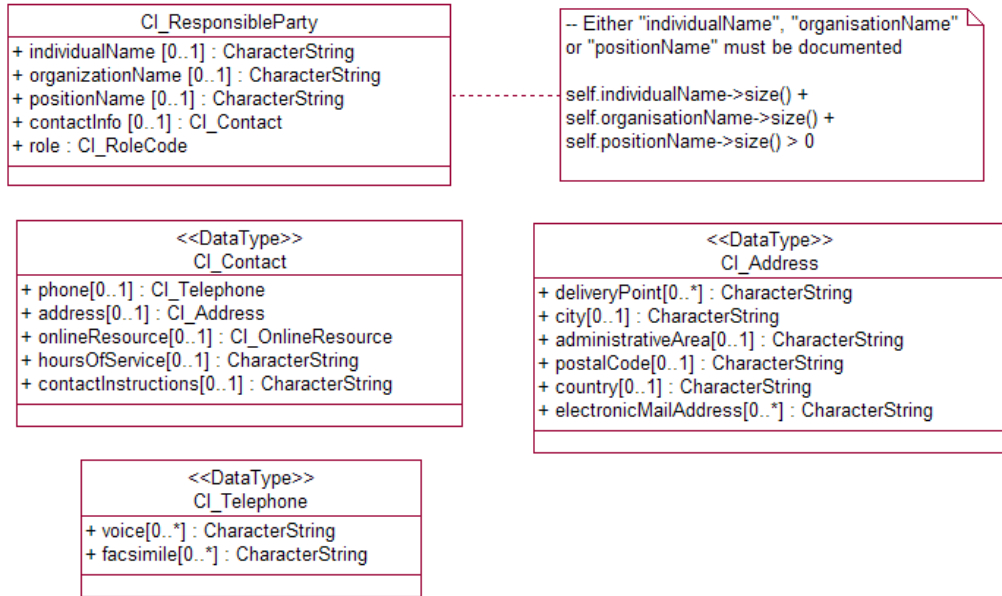 CI_ResponsibleParty
+ individualName [0..1] : CharacterString
+ organizationName [0..1] : CharacterString
+ positionName [0..1] : CharacterString
+ contactInfo [0..1] : CI_Contact
+ role : CI_RoleCode
-- Either "individualName", "organisationName"
or "positionName" must be documented
self.individualName->size() +
self.organisationName->size() +
self.positionName->size() > 0
<<DataType>>
CI_Contact
+ phone[0..1] : CI_Telephone
+ address[0..1] : CI_Address
+ onlineResource[0..1] : CI_OnlineResource
+ hoursOfService[0..1] : CharacterString
+ contactInstructions[0..1] : CharacterString
<<DataType>>
CI_Address
+ deliveryPoint[0..*] : CharacterString
+ city[0..1] : CharacterString
+ administrativeArea[0..1] : CharacterString
+ postalCode[0..1] : CharacterString
+ country[0..1] : CharacterString
+ electronicMailAddress[0..*] : CharacterString
<<DataType>>
CI_Telephone
+ voice[0..*] : CharacterString
+ facsimile[0..*] : CharacterString